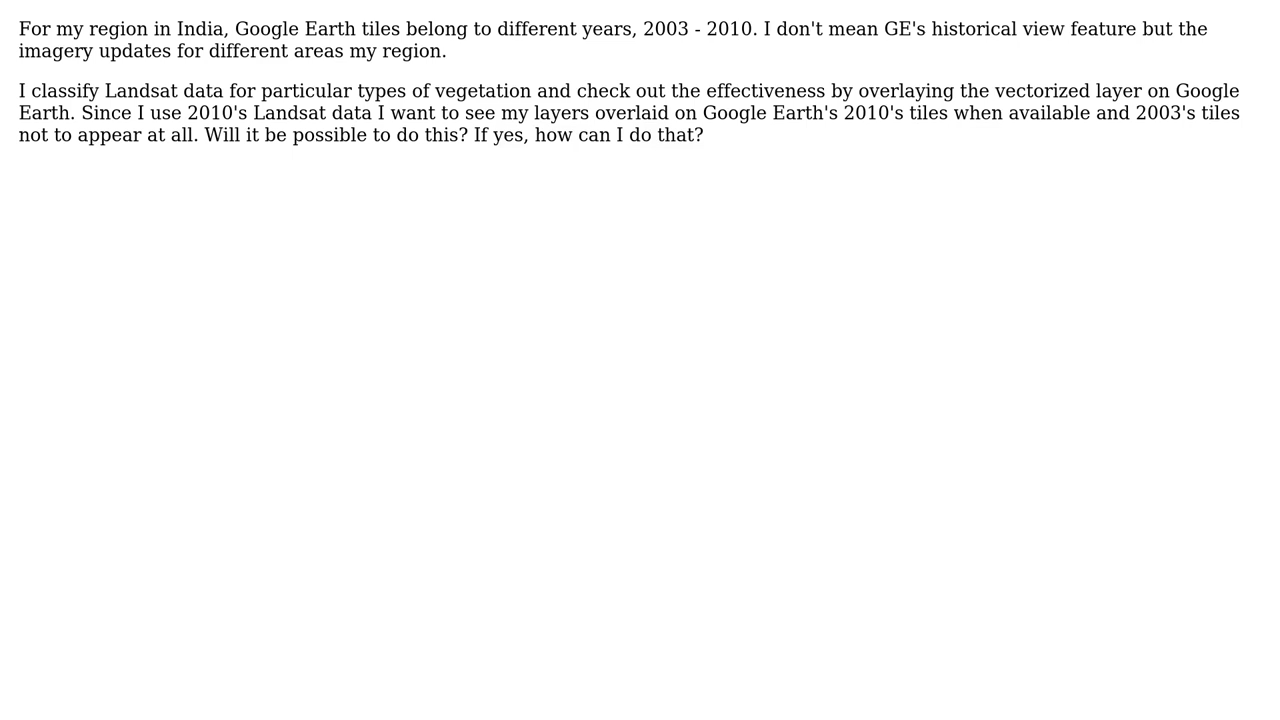 For my region in India, Google Earth tiles belong to different years, 2003 - 2010. I don't mean GE's historical view feature but the
imagery updates for different areas my region.
I classify Landsat data for particular types of vegetation and check out the effectiveness by overlaying the vectorized layer on Google
Earth. Since I use 2010's Landsat data I want to see my layers overlaid on Google Earth's 2010's tiles when available and 2003's tiles
not to appear at all. Will it be possible to do this? If yes, how can I do that?